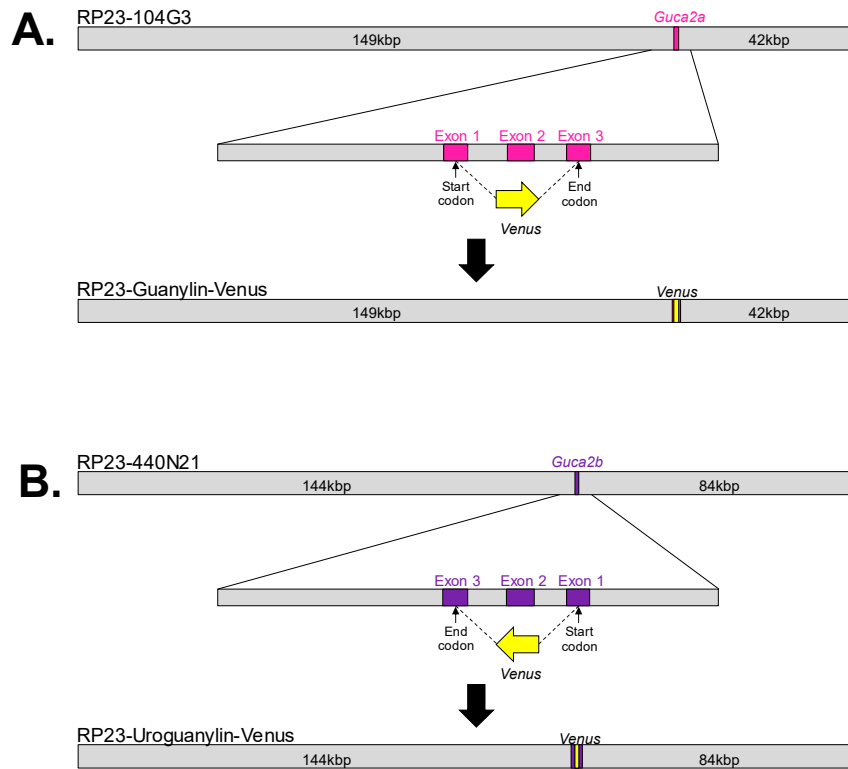 A.
RP23-104G3
Guca2a
149kbp
42kbp
Exon 1 Exon 2 Exon 3
Start codon
End codon
Venus
RP23-Guanylin-Venus
Venus
149kbp
42kbp
B.
RP23-440N21
Guca2b
144kbp
84kbp
Exon 3 Exon 2 Exon 1
End codon
Start codon
Venus
RP23-Uroguanylin-Venus
Venus
144kbp
84kbp